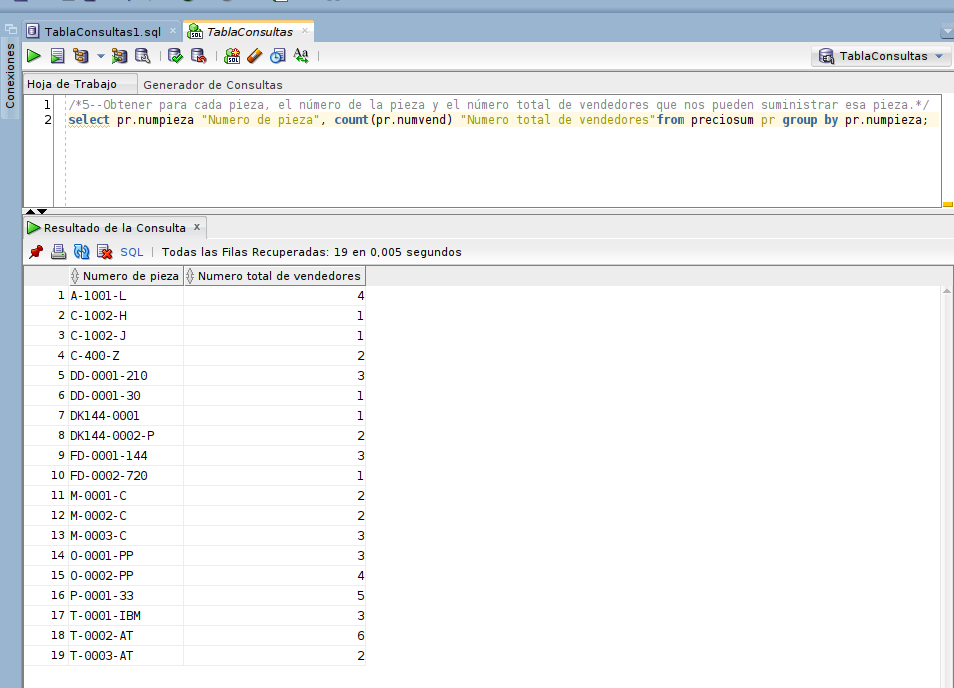 TablaConsultas1.sql TablaConsultas
Conexiones
TablaConsultas
Hoja de Trabajo Generador de Consultas
1 /*5--Obtener para cada pieza, el número de la pieza y el número total de vendedores que nos pueden suministrar esa pieza.*/
2 select pr.numpieza "Numero de pieza", count(pr.numvend) "Numero total de vendedores"from preciosum pr group by pr.numpieza;
Resultado de la Consulta x
SQL | Todas las Filas Recuperadas: 19 en 0,005 segundos
Numero de pieza Numero total de vendedores
1 A-1001-L 4
2 C-1002-H 1
3 C-1002-J 1
4 C-400-Z 2
5 DD-0001-210 3
6 DD-0001-30 1
7 DK144-0001 1
8 DK144-0002-P 2
9 FD-0001-144 3
10 FD-0002-720 1
11 M-0001-C 2
12 M-0002-C 2
13 M-0003-C 3
14 O-0001-PP 3
15 O-0002-PP 4
16 P-0001-33 5
17 T-0001-IBM 3
18 T-0002-AT 6
19 T-0003-AT 2